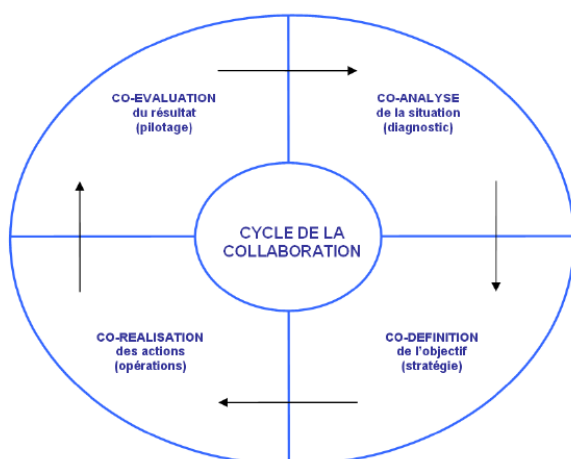 CO-EVALUATION
du résultat
(pilotage)
CO-ANALYSE
de la situation
(diagnostic)
CYCLE DE LA
COLLABORATION
CO-REALISATION
des actions
(opérations)
CO-DEFINITION
de l'objectif
(stratégie)